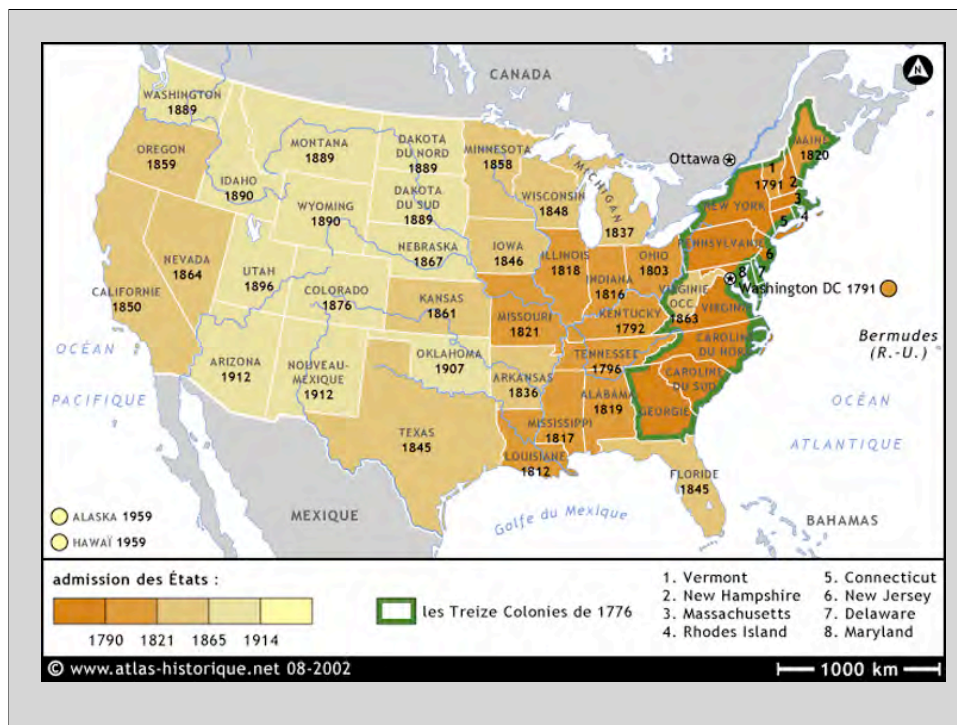 CANADA
N
WASHINGTON
1889
MONTANA
1889
DAKOTA
DU NORD
1889
MINNESOTA
1858
OREGON
1859
IDAHO
1890
WYOMING
1890
DAKOTA
DU SUD
1889
WISCONSIN
1848
MICHIGAN
1837
Ottawa
MAINE
1820
1
1791
2
3
4
5
NEW YORK
NEVADA
1864
UTAH
1896
NEBRASKA
1867
IOWA
1846
ILLINOIS
1818
INDIANA
1816
OHIO
1803
PENNSYLVANIE
6
7
8
Washington DC 1791
CALIFORNIE
1850
COLORADO
1876
KANSAS
1861
MISSOURI
1821
KENTUCKY
1792
VIRGINIE
OCC.
1863
VIRGINIE
Bermudes
(R.-U.)
OCÉAN
PACIFIQUE
ARIZONA
1912
NOUVEAU-
MEXIQUE
1912
OKLAHOMA
1907
ARKANSAS
1836
TENNESSEE
1796
CAROLINE
DU NORD
CAROLINE
DU SUD
OCÉAN
ATLANTIQUE
TEXAS
1845
LOUISIANE
1812
MISSISSIPPI
1817
ALABAMA
1819
GEORGIE
FLORIDE
1845
ALASKA 1959
HAWAÏ 1959
MEXIQUE
Golfe du Mexique
BAHAMAS
admission des États :
1790 1821 1865 1914
les Treize Colonies de 1776
1. Vermont
2. New Hampshire
3. Massachusetts
4. Rhodes Island
5. Connecticut
6. New Jersey
7. Delaware
8. Maryland
© www.atlas-historique.net 08-2002
1000 km